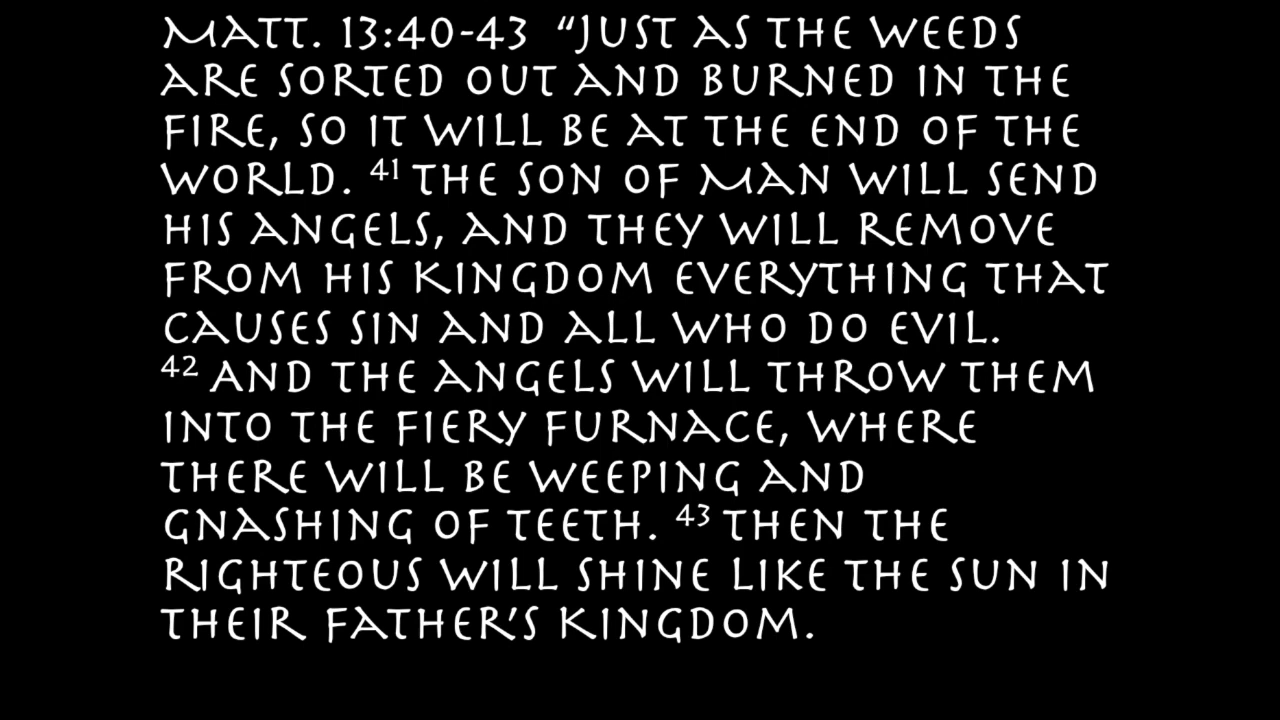 Matt. 13:40-43 “Just as the weeds
are sorted out and burned in the
fire, so it will be at the end of the
world. 41 The Son of Man will send
his angels, and they will remove
from his Kingdom everything that
causes sin and all who do evil.
42 And the angels will throw them
into the fiery furnace, where
there will be weeping and
gnashing of teeth. 43 Then the
righteous will shine like the sun in
their Father’s Kingdom.